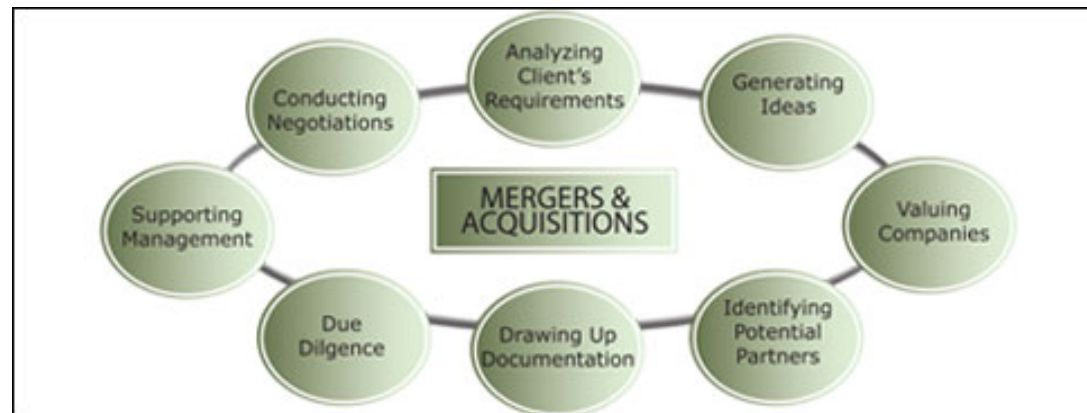 Analyzing
Client's
Requirements
Generating
Ideas
Valuing
Companies
Identifying
Potential
Partners
Drawing Up
Documentation
Due
Dilgence
Supporting
Management
Conducting
Negotiations
MERGERS &
ACQUISITIONS